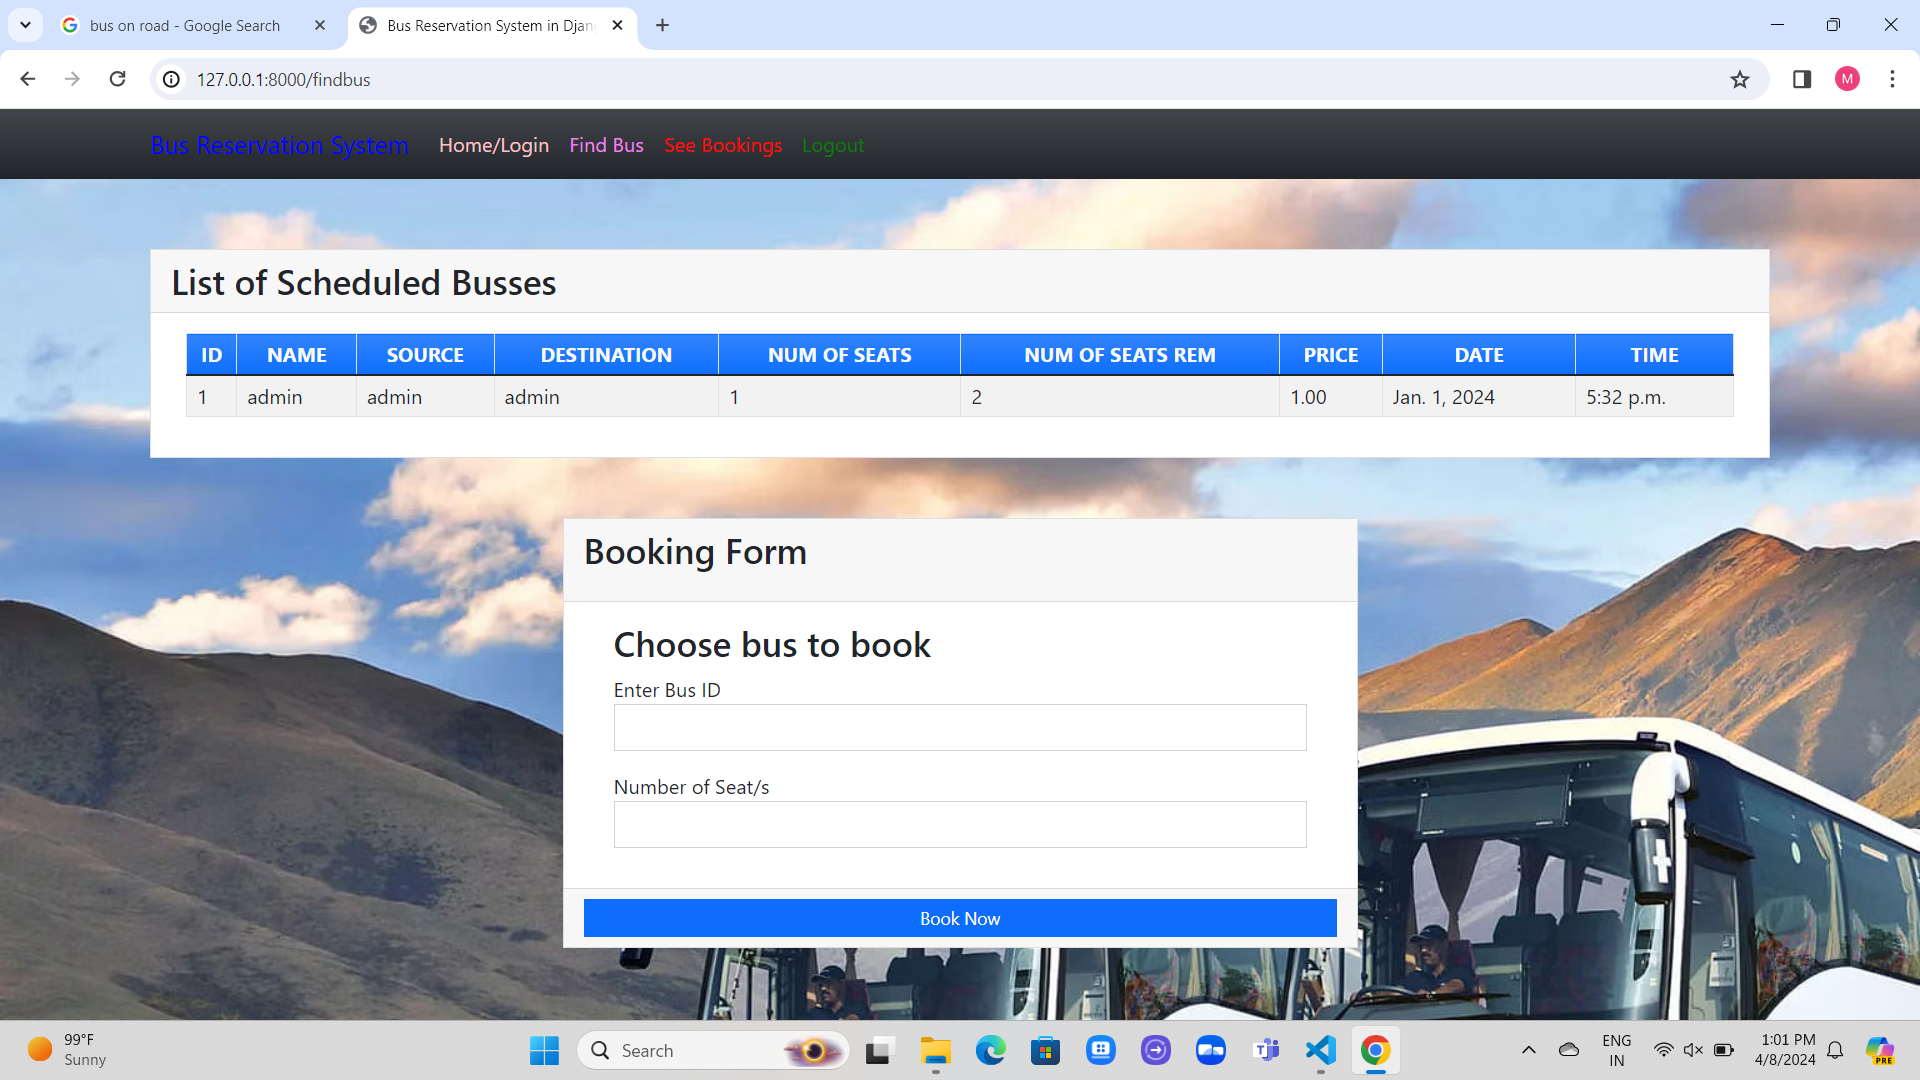 bus on road - Google Search
Bus Reservation System in Djan
127.0.0.1:8000/findbus
M
Bus Reservation System Home/Login Find Bus See Bookings Logout
List of Scheduled Busses
ID NAME SOURCE DESTINATION NUM OF SEATS NUM OF SEATS REM PRICE DATE TIME
1 admin admin admin 1 2 1.00 Jan. 1, 2024 5:32 p.m.
Booking Form
Choose bus to book
Enter Bus ID
Number of Seat/s
Book Now
99°F
Sunny
Search
ENG
IN
1:01 PM
4/8/2024
PRE